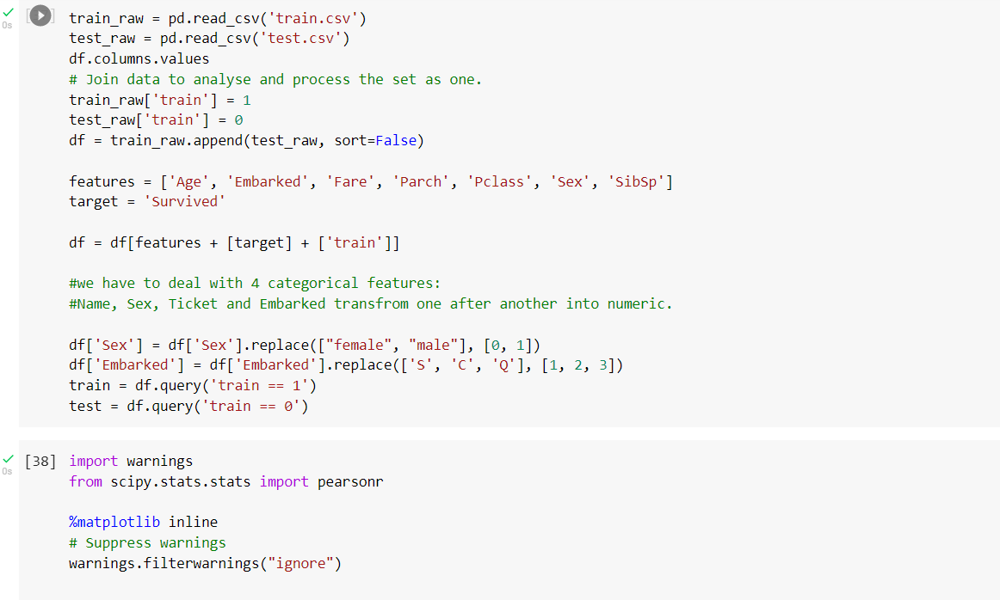 0s
train_raw = pd.read_csv('train.csv')
test_raw = pd.read_csv('test.csv')
df.columns.values
# Join data to analyse and process the set as one.
train_raw['train'] = 1
test_raw['train'] = 0
df = train_raw.append(test_raw, sort=False)
features = ['Age', 'Embarked', 'Fare', 'Parch', 'Pclass', 'Sex', 'SibSp']
target = 'Survived'
df = df[features + [target] + ['train']]
#we have to deal with 4 categorical features:
#Name, Sex, Ticket and Embarked transfrom one after another into numeric.
df['Sex'] = df['Sex'].replace(["female", "male"], [0, 1])
df['Embarked'] = df['Embarked'].replace(['S', 'C', 'Q'], [1, 2, 3])
train = df.query('train == 1')
test = df.query('train == 0')
0s
[38] import warnings
from scipy.stats.stats import pearsonr
%matplotlib inline
# Suppress warnings
warnings.filterwarnings("ignore")